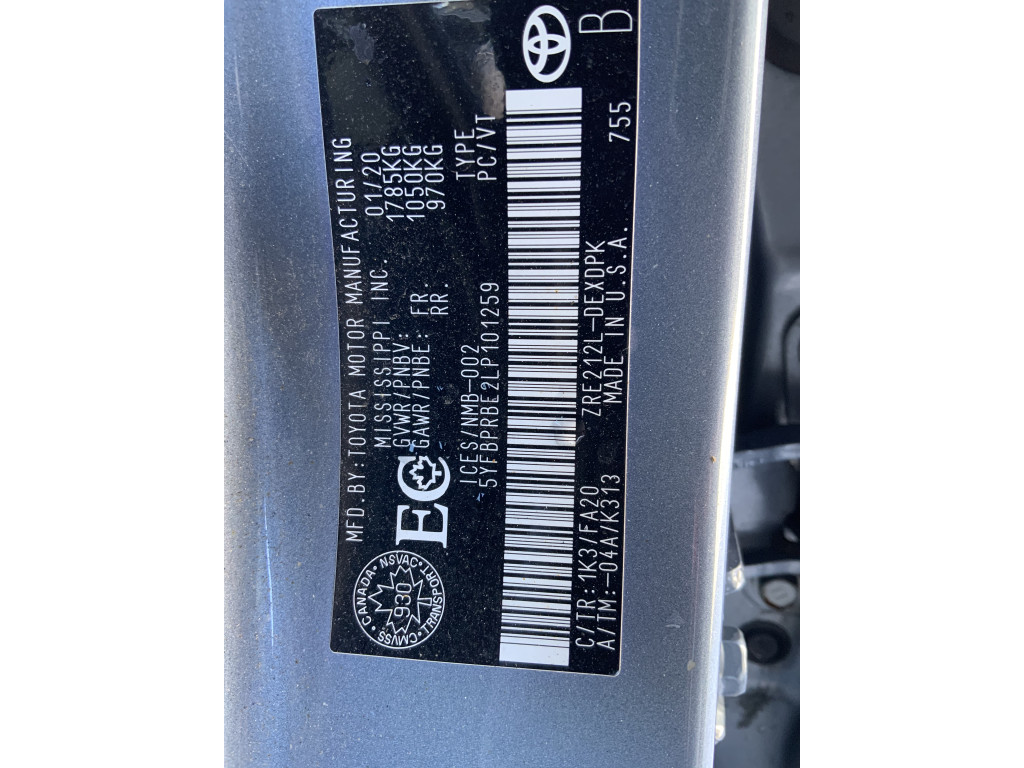 MFD.BY:TOYOTA MOTOR MANUFACTURING
MISSISSIPPI INC. 01/20
GVWR/PNBV: 1785KG
GAWR/PNBE: FR. 1050KG
RR. 970KG
EC
CANADA • NSVAC • TRANSPORT • CMVSS •
930
ICES/NMB-002 TYPE
5YFBPRBE2LP101259 PC/VT
C/TR:1K3/FA20 ZRE212L-DEXDPK
A/TM:-04A/K313 MADE IN U.S.A. 755
B